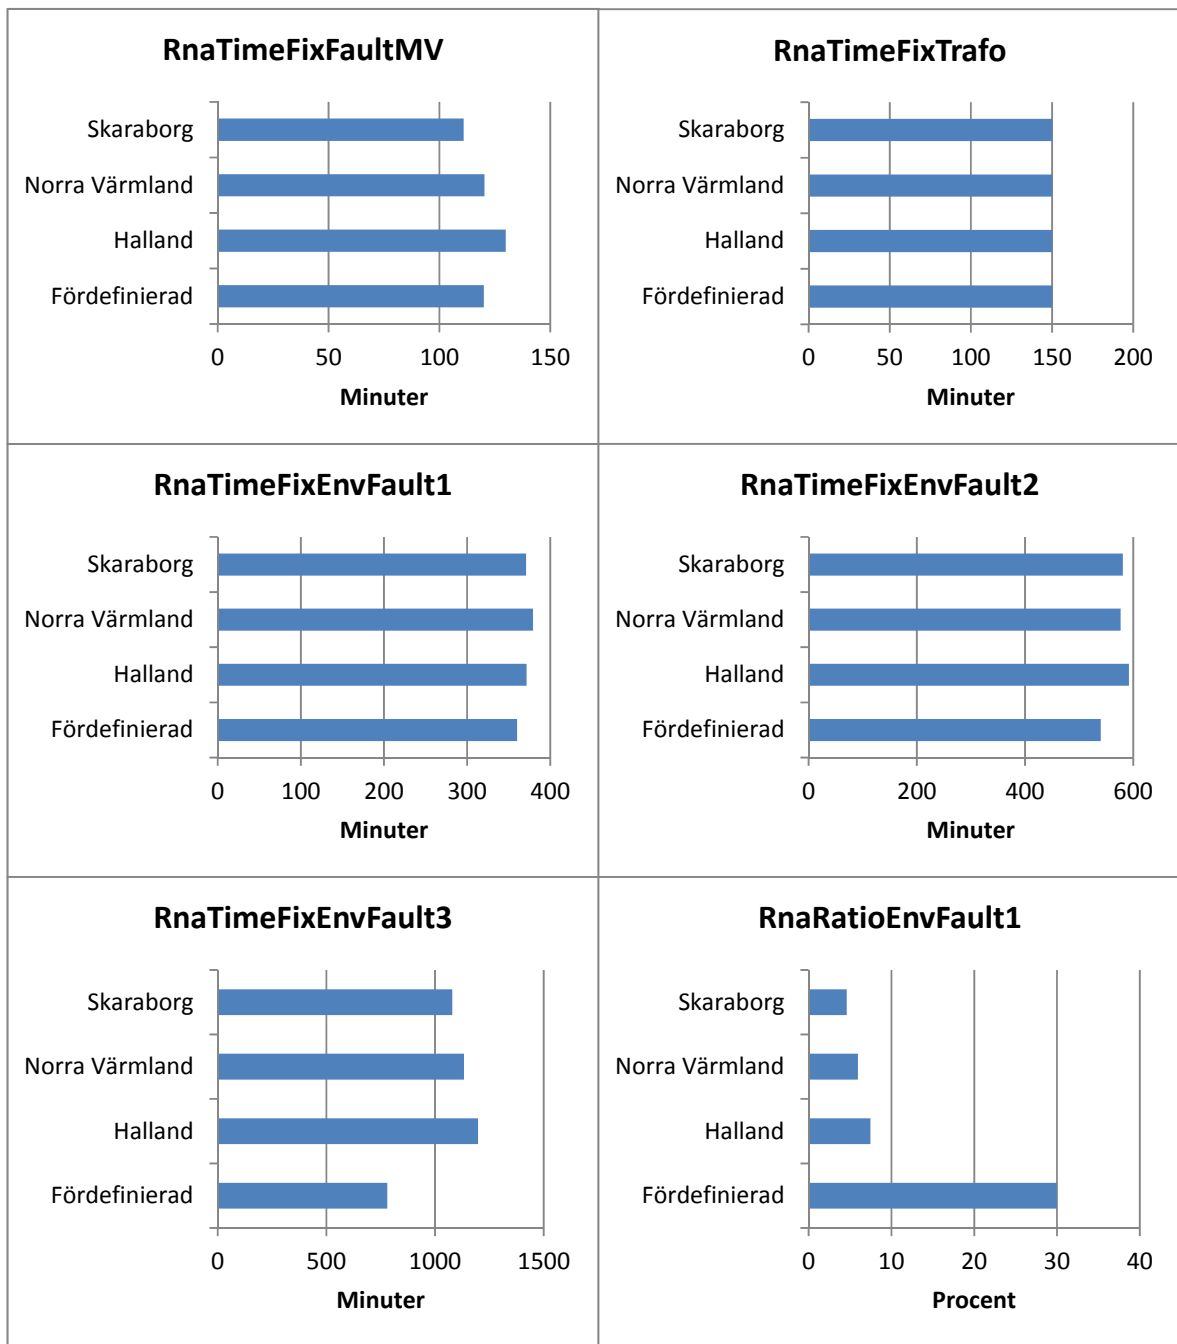 RnaTimeFixFaultMV
Skaraborg
Norra Värmland
Halland
Fördefinierad
0 50 100 150
Minuter
RnaTimeFixTrafo
Skaraborg
Norra Värmland
Halland
Fördefinierad
0 50 100 150 200
Minuter
RnaTimeFixEnvFault1
Skaraborg
Norra Värmland
Halland
Fördefinierad
0 100 200 300 400
Minuter
RnaTimeFixEnvFault2
Skaraborg
Norra Värmland
Halland
Fördefinierad
0 200 400 600
Minuter
RnaTimeFixEnvFault3
Skaraborg
Norra Värmland
Halland
Fördefinierad
0 500 1000 1500
Minuter
RnaRatioEnvFault1
Skaraborg
Norra Värmland
Halland
Fördefinierad
0 10 20 30 40
Procent